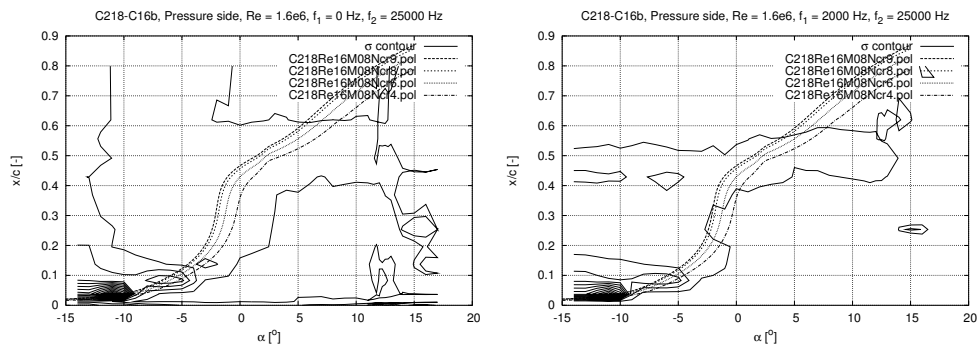 C218-C16b, Pressure side, Re = 1.6e6, f1 = 0 Hz, f2 = 25000 Hz
0.9
0.8
0.7
0.6
0.5
0.4
0.3
0.2
0.1
0
x/c [-]
σ contour
C218Re16M08Ncr9.pol
C218Re16M08Ncr8.pol
C218Re16M08Ncr6.pol
C218Re16M08Ncr4.pol
-15 -10 -5 0 5 10 15 20
α [o]
C218-C16b, Pressure side, Re = 1.6e6, f1 = 2000 Hz, f2 = 25000 Hz
0.9
0.8
0.7
0.6
0.5
0.4
0.3
0.2
0.1
0
x/c [-]
σ contour
C218Re16M08Ncr9.pol
C218Re16M08Ncr8.pol
C218Re16M08Ncr6.pol
C218Re16M08Ncr4.pol
-15 -10 -5 0 5 10 15 20
α [o]